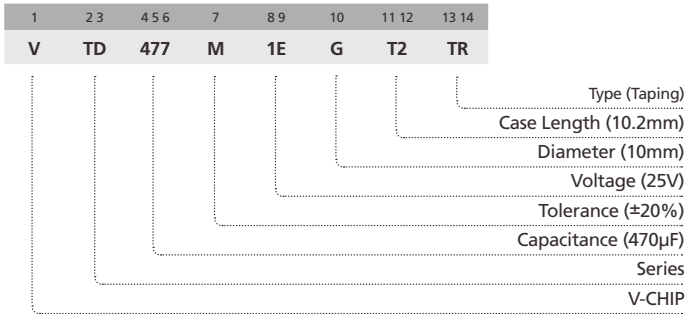 1 2 3 4 5 6 7 8 9 10 11 12 13 14
V TD 477 M 1E G T2 TR
Type (Taping)
Case Length (10.2mm)
Diameter (10mm)
Voltage (25V)
Tolerance (±20%)
Capacitance (470µF)
Series
V-CHIP